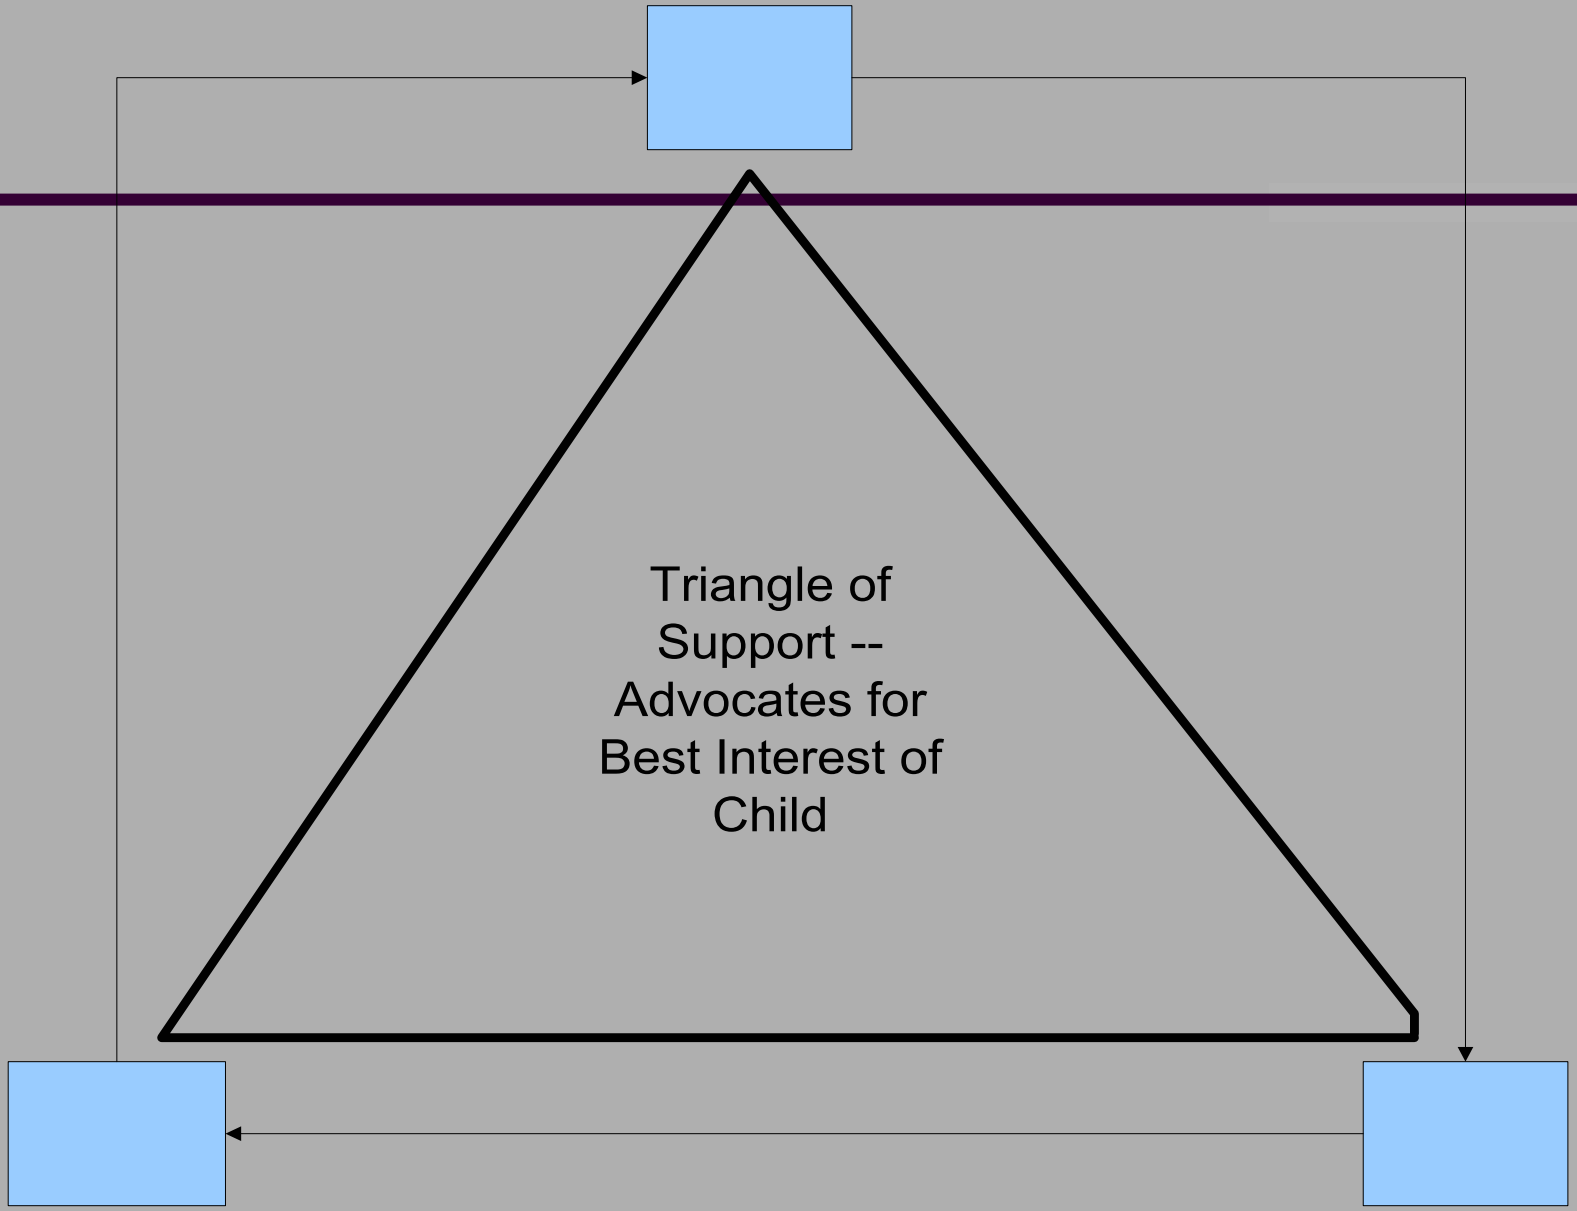 Triangle of
Support --
Advocates for
Best Interest of
Child